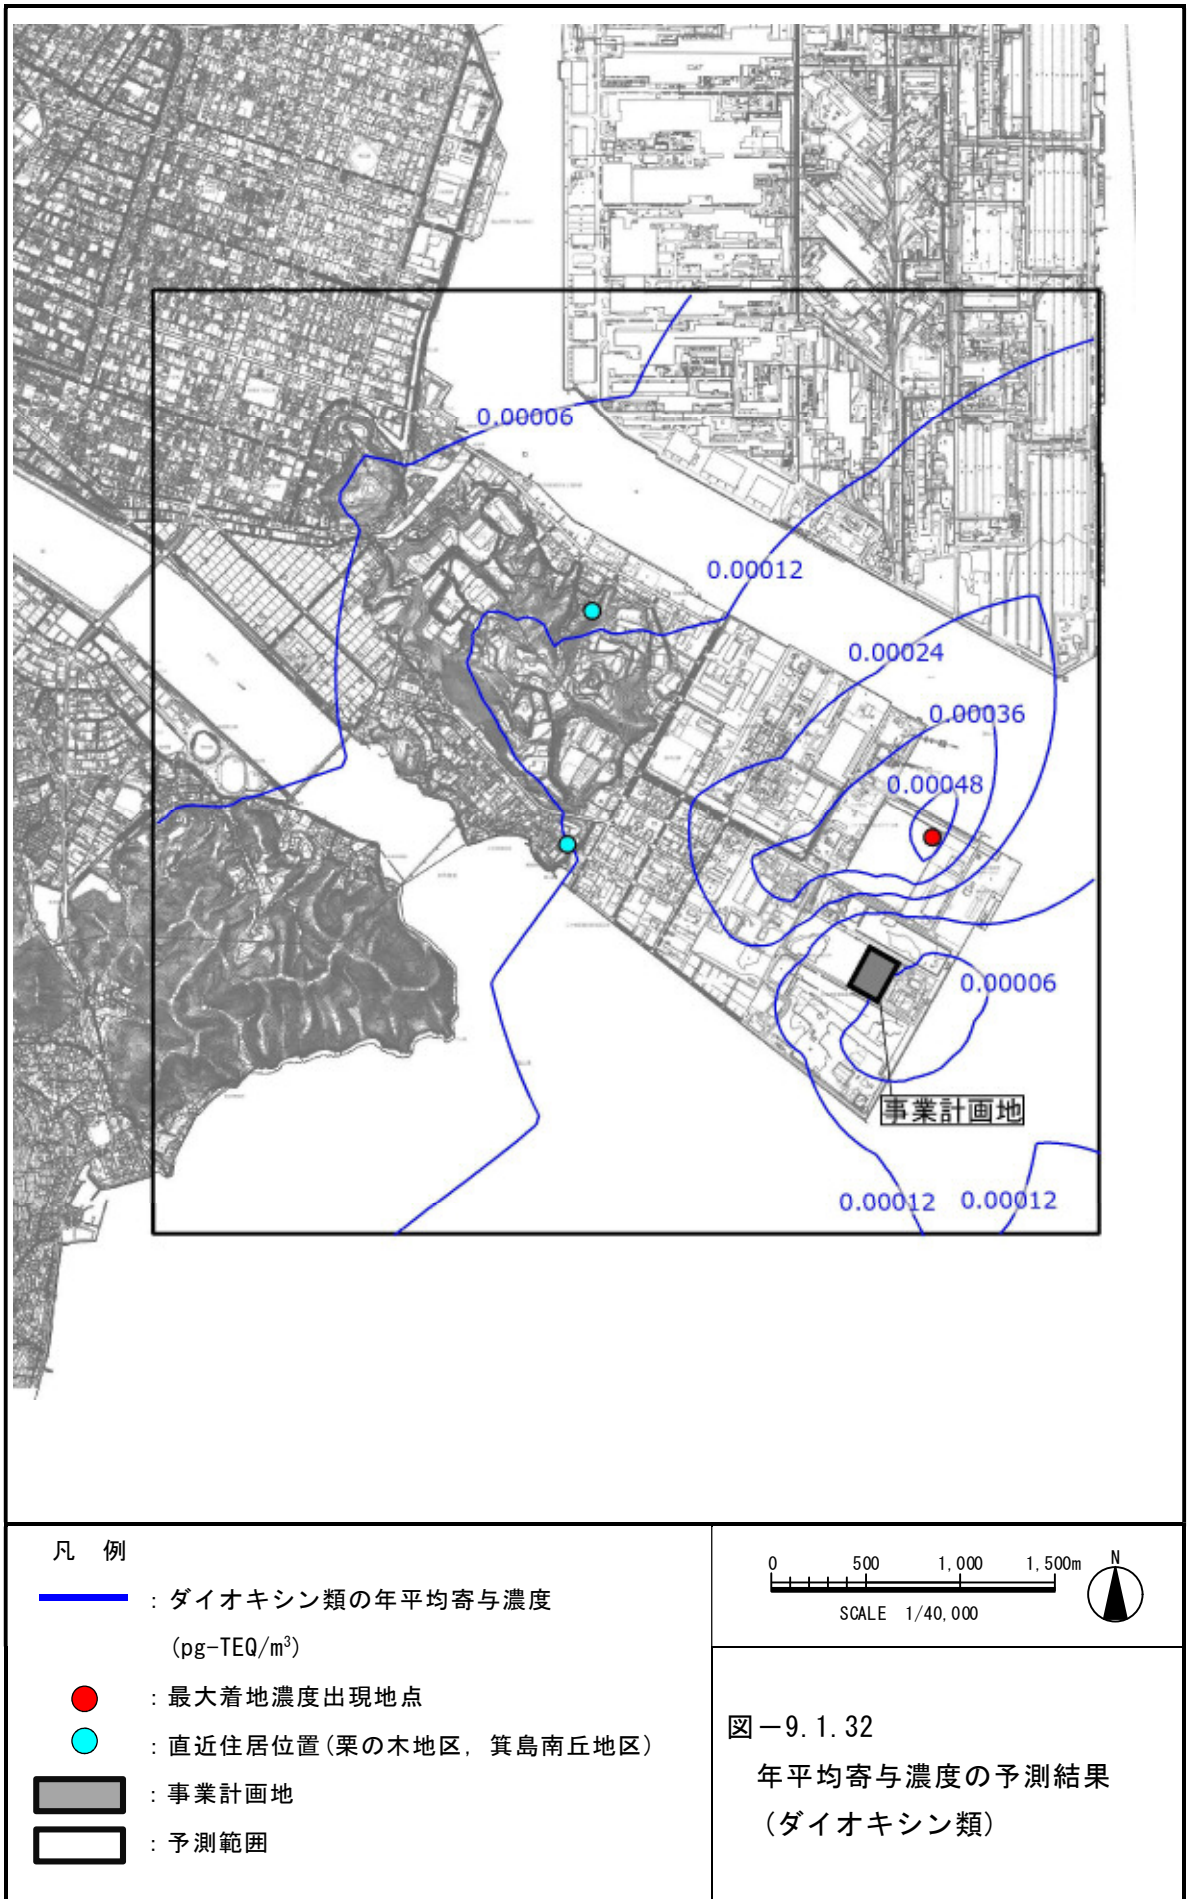 0.00006
0.00012
0.00024
0.00036
0.00048
0.00006
事業計画地
0.00012
0.00012
凡 例
: ダイオキシン類の年平均寄与濃度
(pg-TEQ/m³)
: 最大着地濃度出現地点
: 直近住居位置(栗の木地区, 箕島南丘地区)
: 事業計画地
: 予測範囲
0 500 1,000 1,500m
N
SCALE 1/40,000
図－9.1.32
年平均寄与濃度の予測結果
(ダイオキシン類)